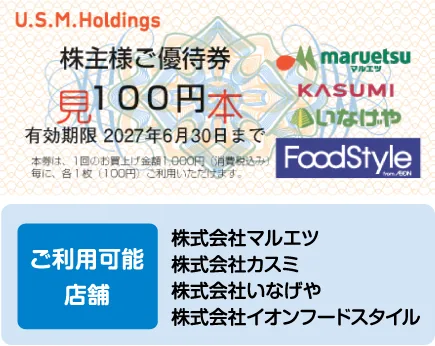 U.S.M.Holdings
株主様ご優待券
見100円本
有効期限 2027年6月30日まで
本券は、1回のお買上げ金額1,000円（消費税込み）
毎に、各1枚（100円）ご利用いただけます。
maruetsu
マルエツ
KASUMI
いなげや
FoodStyle
from ÆON
ご利用可能
店舗
株式会社マルエツ
株式会社カスミ
株式会社いなげや
株式会社イオンフードスタイル